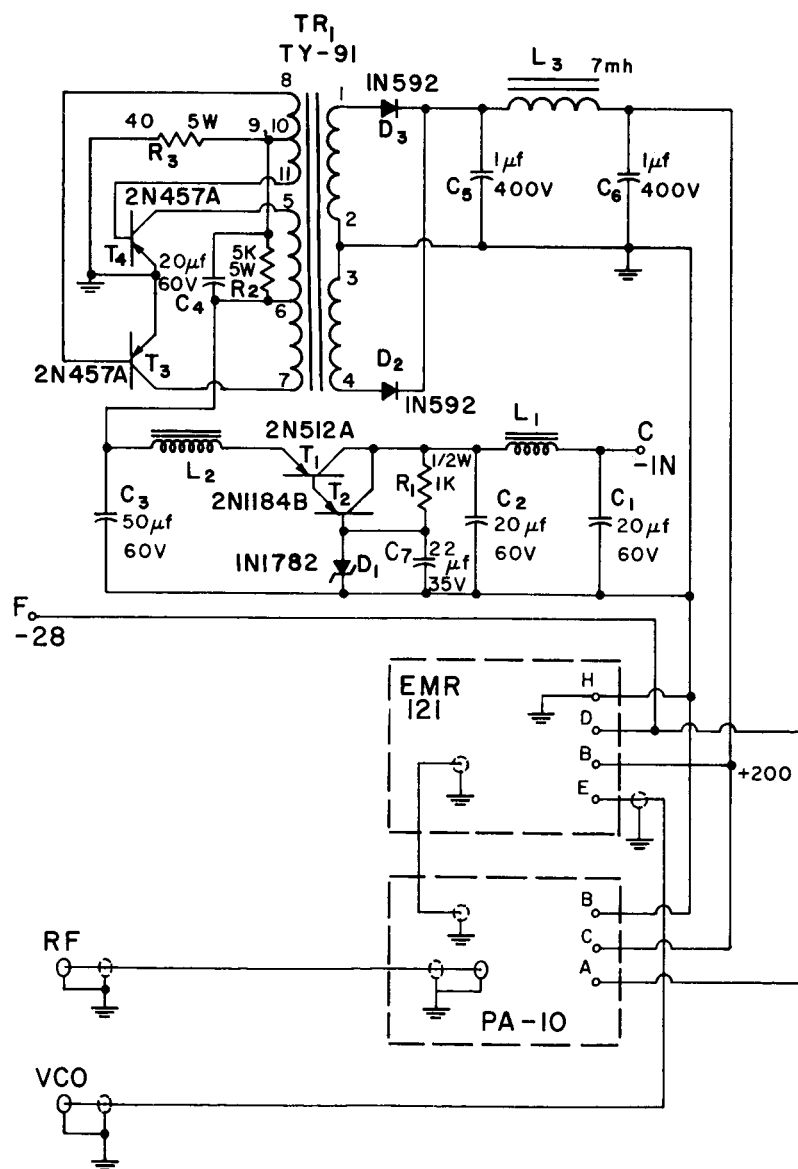 TR1
TY-91
8
1
1N592
L3
7mh
40
5W
9,10
R3
D3
1µf
400V
C5
1µf
400V
C6
11
2N457A
5
2
T4
20µf
60V
C4
5K
5W
R2
3
6
T3
2N457A
7
D2
4
1N592
2N512A
L1
C
-IN
L2
T1
T2
1/2W
1K
R1
2N1184B
C3
50µf
60V
C2
20µf
60V
C1
20µf
60V
1N1782
D1
C7
22
µf
35V
F
-28
EMR
121
H
D
B
+200
E
B
RF
C
A
PA-10
VCO